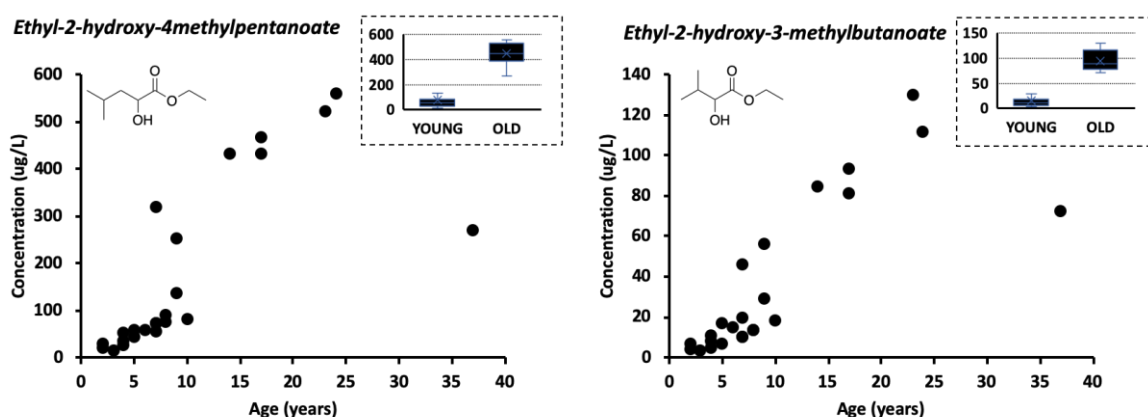 Ethyl-2-hydroxy-4methylpentanoate
600
400
200
0
YOUNG OLD
O
O
OH
Concentration (ug/L)
600
500
400
300
200
100
0
0 5 10 15 20 25 30 35 40
Age (years)
Ethyl-2-hydroxy-3-methylbutanoate
150
100
50
0
YOUNG OLD
O
O
OH
Concentration (ug/L)
140
120
100
80
60
40
20
0
0 5 10 15 20 25 30 35 40
Age (years)